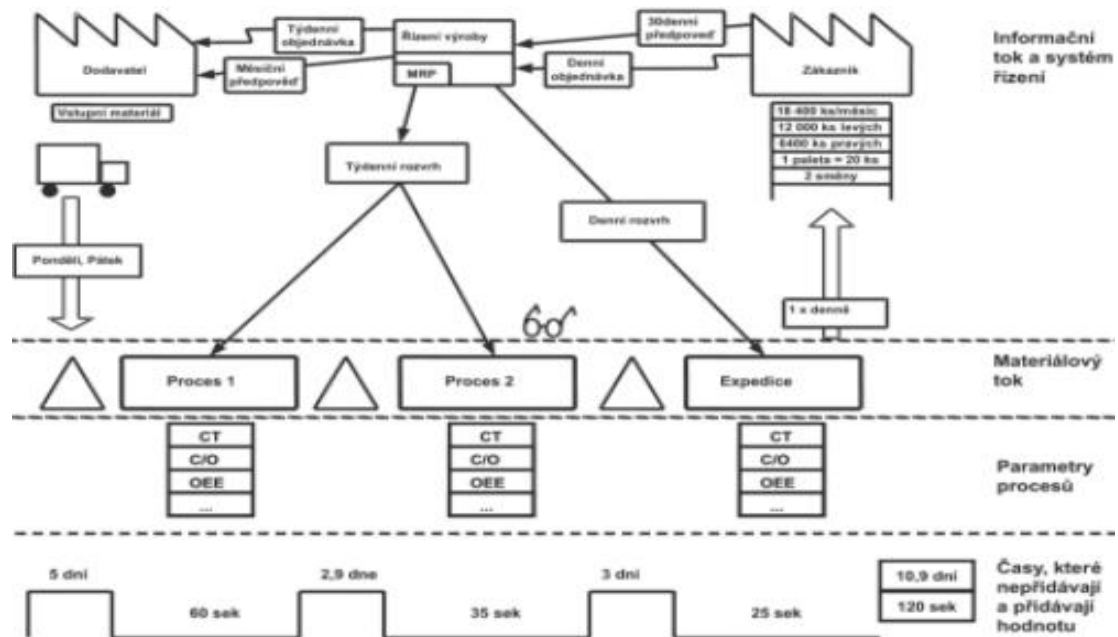 Týdenní
objednávka
Řízení výroby
30denní
předpoveď
Informační
tok a systém
řízení
Dodavatel
Měsíční
předpověď
MRP
Denní
objednávka
Zákazník
Vstupní materiál
18 400 ks/měsíc
12 000 ks levých
6400 ks pravých
1 paleta = 20 ks
2 směny
Týdenní rozvrh
Denní rozvrh
Pondělí, Pátek
1 x denně
Proces 1
Proces 2
Expedice
Materiálový
tok
CT
C/O
OEE
...
CT
C/O
OEE
...
CT
C/O
OEE
...
Parametry
procesů
5 dní
60 sek
2,9 dne
35 sek
3 dní
25 sek
10,9 dní
120 sek
Časy, které
nepřidávají
a přidávají
hodnotu